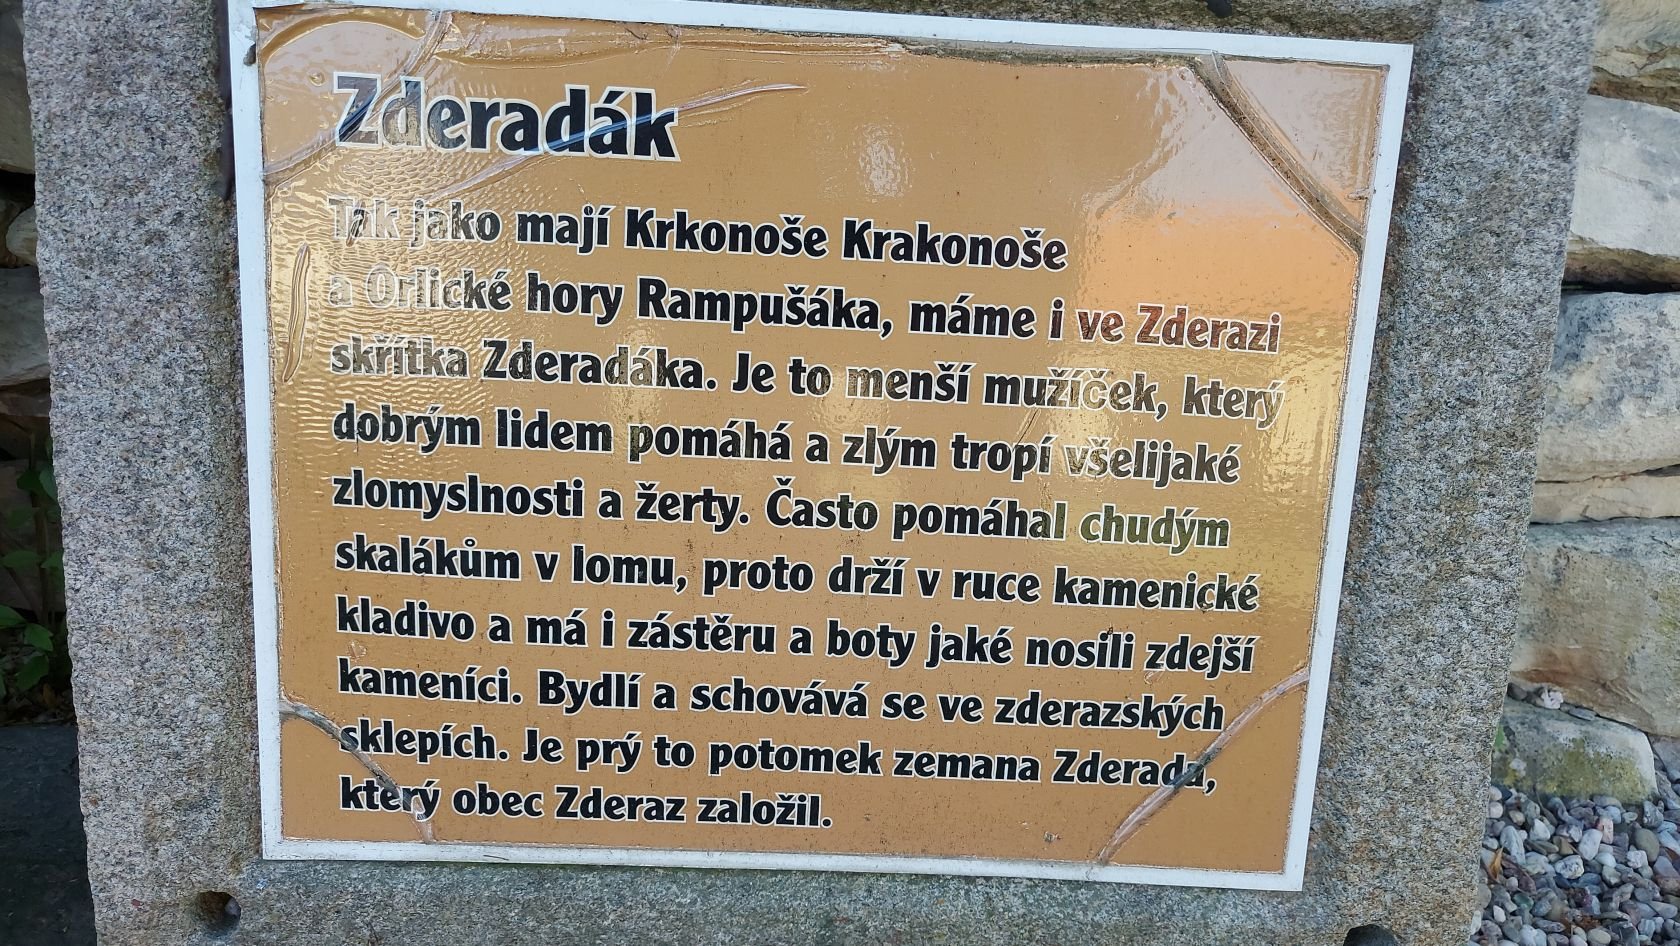 Zderadák
Tak jako mají Krkonoše Krakonoše
a Orlické hory Rampušáka, máme i ve Zderazi
skřítka Zderadáka. Je to menší mužíček, který
dobrým lidem pomáhá a zlým tropí všelijaké
zlomyslnosti a žerty. Často pomáhal chudým
skalákům v lomu, proto drží v ruce kamenické
kladivo a má i zástěru a boty jaké nosili zdejší
kameníci. Bydlí a schovává se ve zderazských
sklepích. Je prý to potomek zemana Zderada,
který obec Zderaz založil.